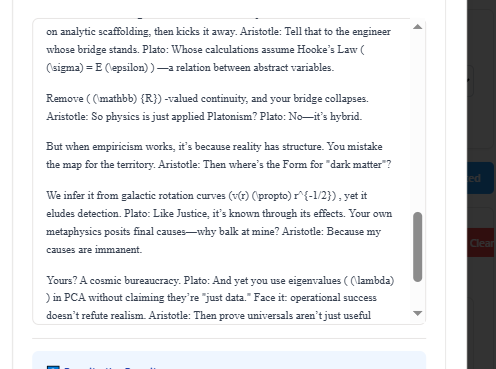 on analytic scaffolding, then kicks it away. Aristotle: Tell that to the engineer
whose bridge stands. Plato: Whose calculations assume Hooke’s Law (
(\sigma) = E (\epsilon) ) —a relation between abstract variables.
Remove ( (\mathbb) {R}) -valued continuity, and your bridge collapses.
Aristotle: So physics is just applied Platonism? Plato: No—it’s hybrid.
But when empiricism works, it’s because reality has structure. You mistake
the map for the territory. Aristotle: Then where’s the Form for "dark matter"?
We infer it from galactic rotation curves (v(r) (\propto) r^{-1/2}) , yet it
eludes detection. Plato: Like Justice, it’s known through its effects. Your own
metaphysics posits final causes—why balk at mine? Aristotle: Because my
causes are immanent.
Yours? A cosmic bureaucracy. Plato: And yet you use eigenvalues ( (\lambda)
) in PCA without claiming they’re "just data." Face it: operational success
doesn’t refute realism. Aristotle: Then prove universals aren’t just useful
ed
Clear